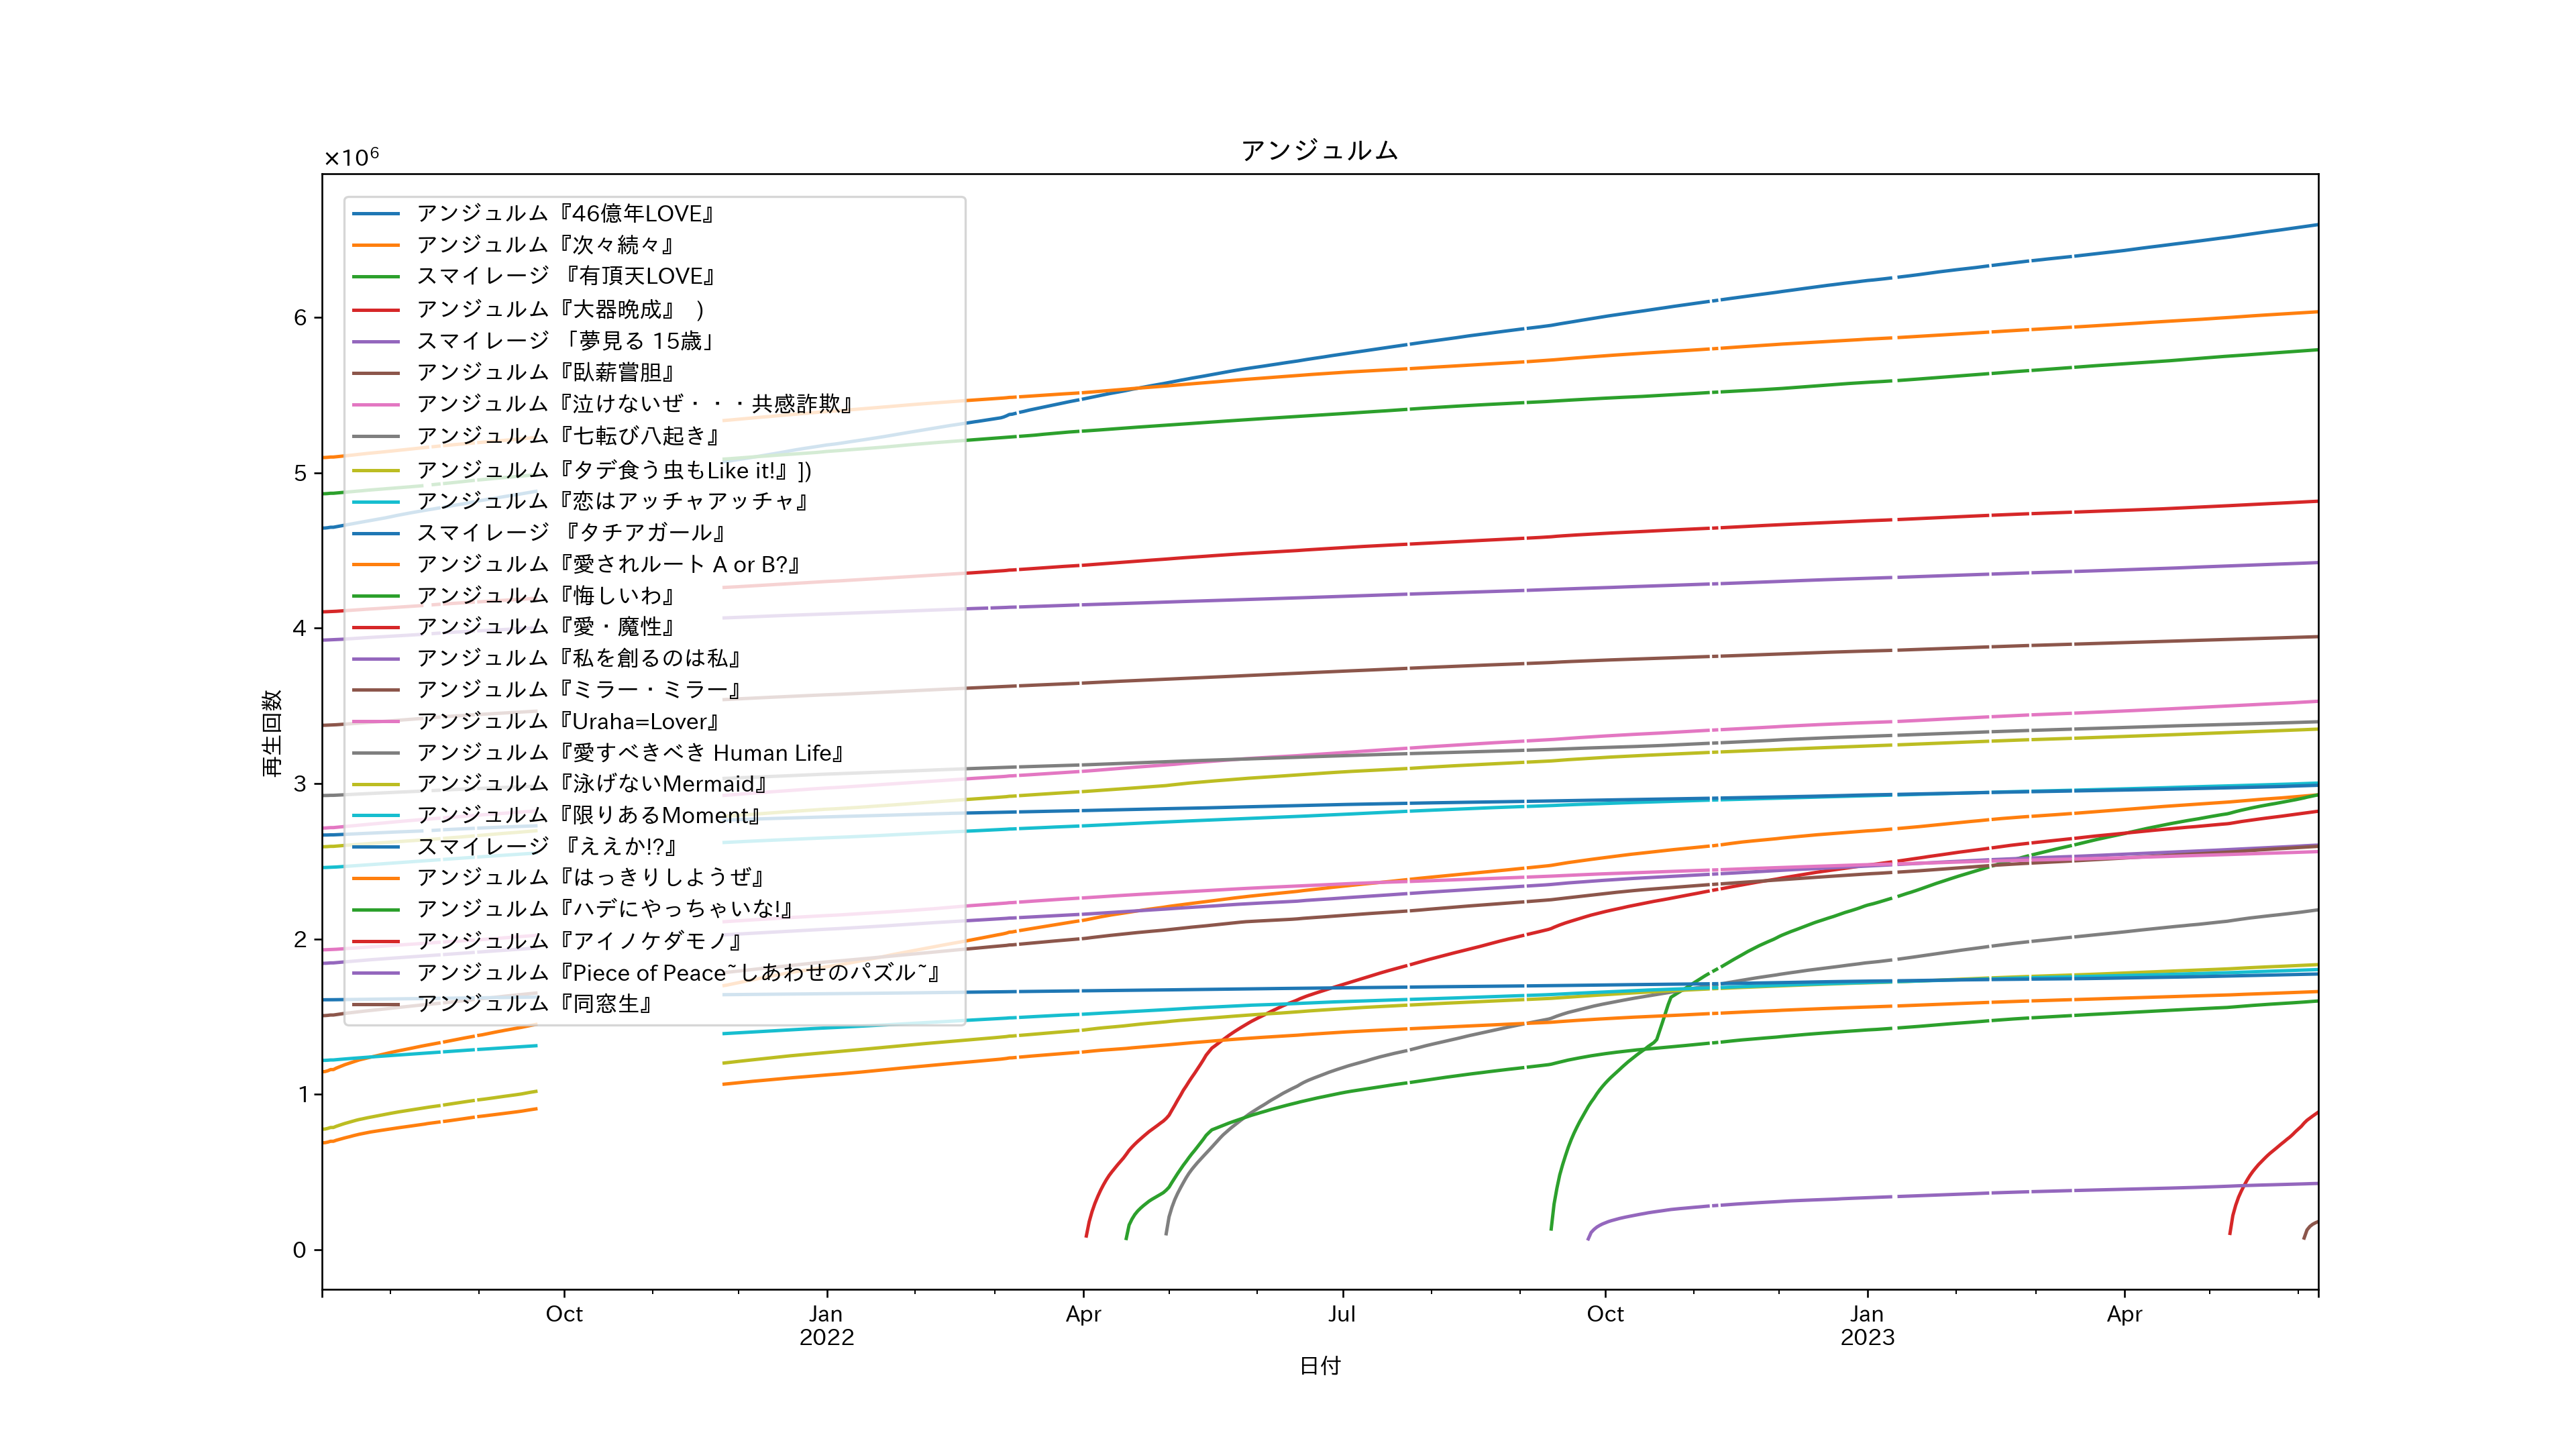 アンジュルム
×10⁶
アンジュルム『46億年LOVE』
アンジュルム『次々続々』
スマイレージ 『有頂天LOVE』
アンジュルム『大器晩成』 )
スマイレージ 「夢見る 15歳」
アンジュルム『臥薪嘗胆』
アンジュルム『泣けないぜ・・・共感詐欺』
アンジュルム『七転び八起き』
アンジュルム『タデ食う虫もLike it!』])
アンジュルム『恋はアッチャアッチャ』
スマイレージ 『タチアガール』
アンジュルム『愛されルート A or B?』
アンジュルム『悔しいわ』
アンジュルム『愛・魔性』
アンジュルム『私を創るのは私』
アンジュルム『ミラー・ミラー』
アンジュルム『Uraha=Lover』
アンジュルム『愛すべきべき Human Life』
アンジュルム『泳げないMermaid』
アンジュルム『限りあるMoment』
スマイレージ 『ええか!?』
アンジュルム『はっきりしようぜ』
アンジュルム『ハデにやっちゃいな!』
アンジュルム『アイノケダモノ』
アンジュルム『Piece of Peace~しあわせのパズル~』
アンジュルム『同窓生』
6
5
4
3
2
1
0
再生回数
Oct Jan Apr Jul Oct Jan Apr
2022 2023
日付